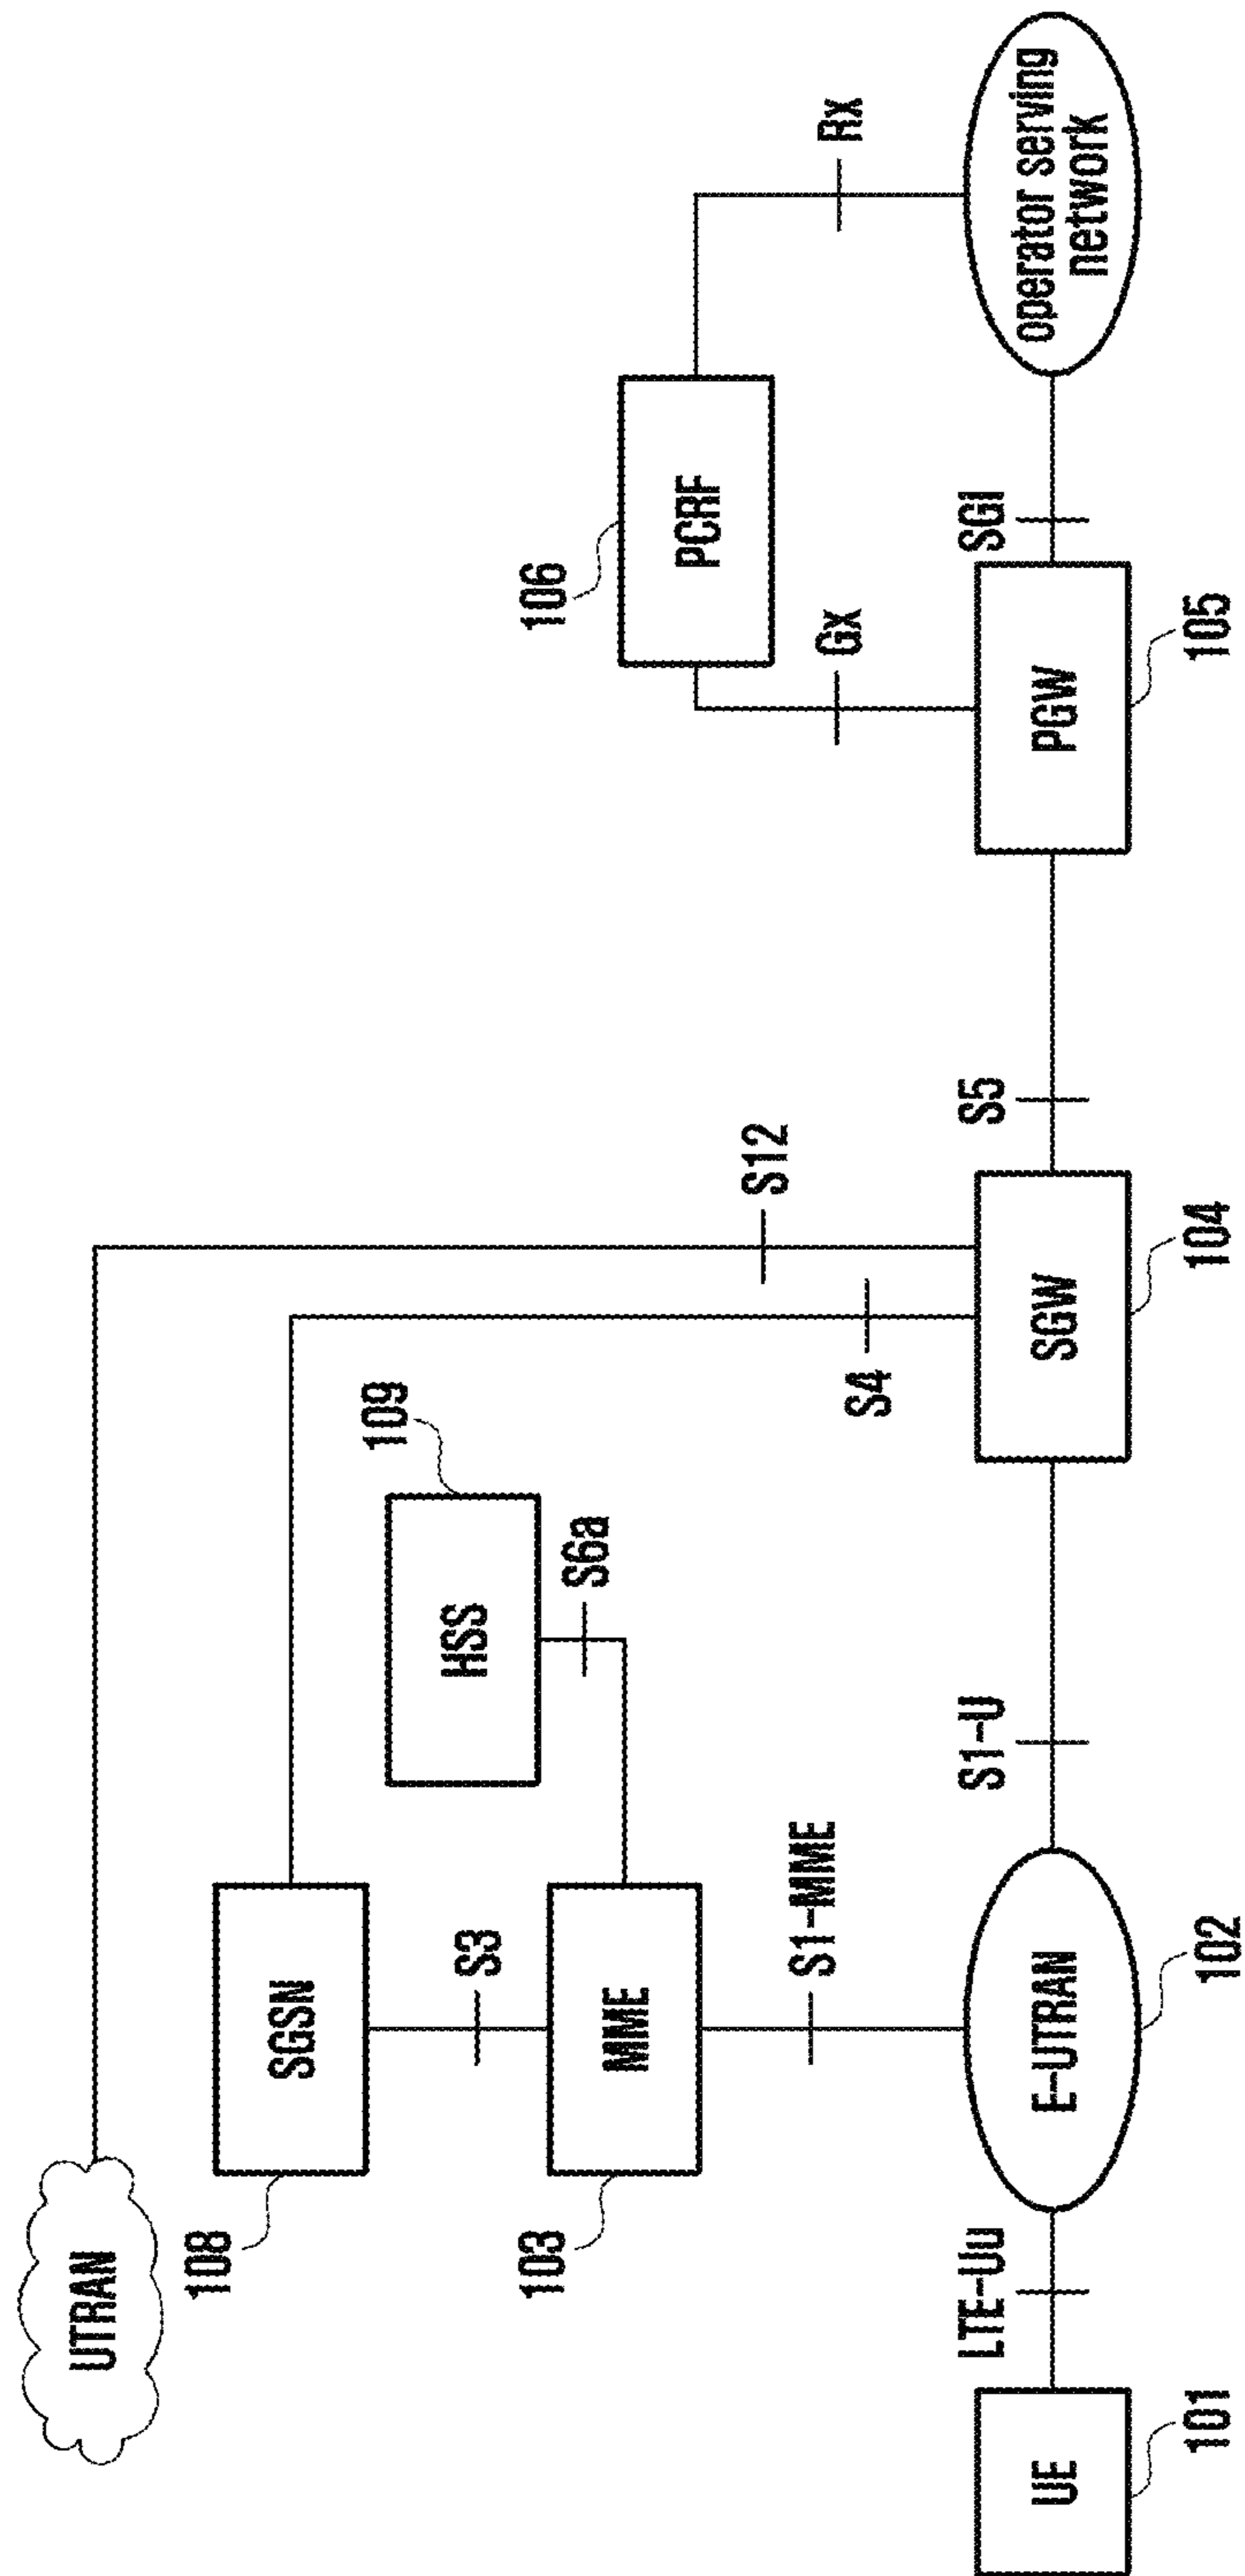 UTRAN
108
SGSN
S3
109
HSS
S6a
103
MME
S1-MME
S4
S12
106
PCRF
Gx
Rx
LTE-Uu
S1-U
S5
SGi
UE
E-UTRAN
SGW
PGW
operator serving
network
101
102
104
105